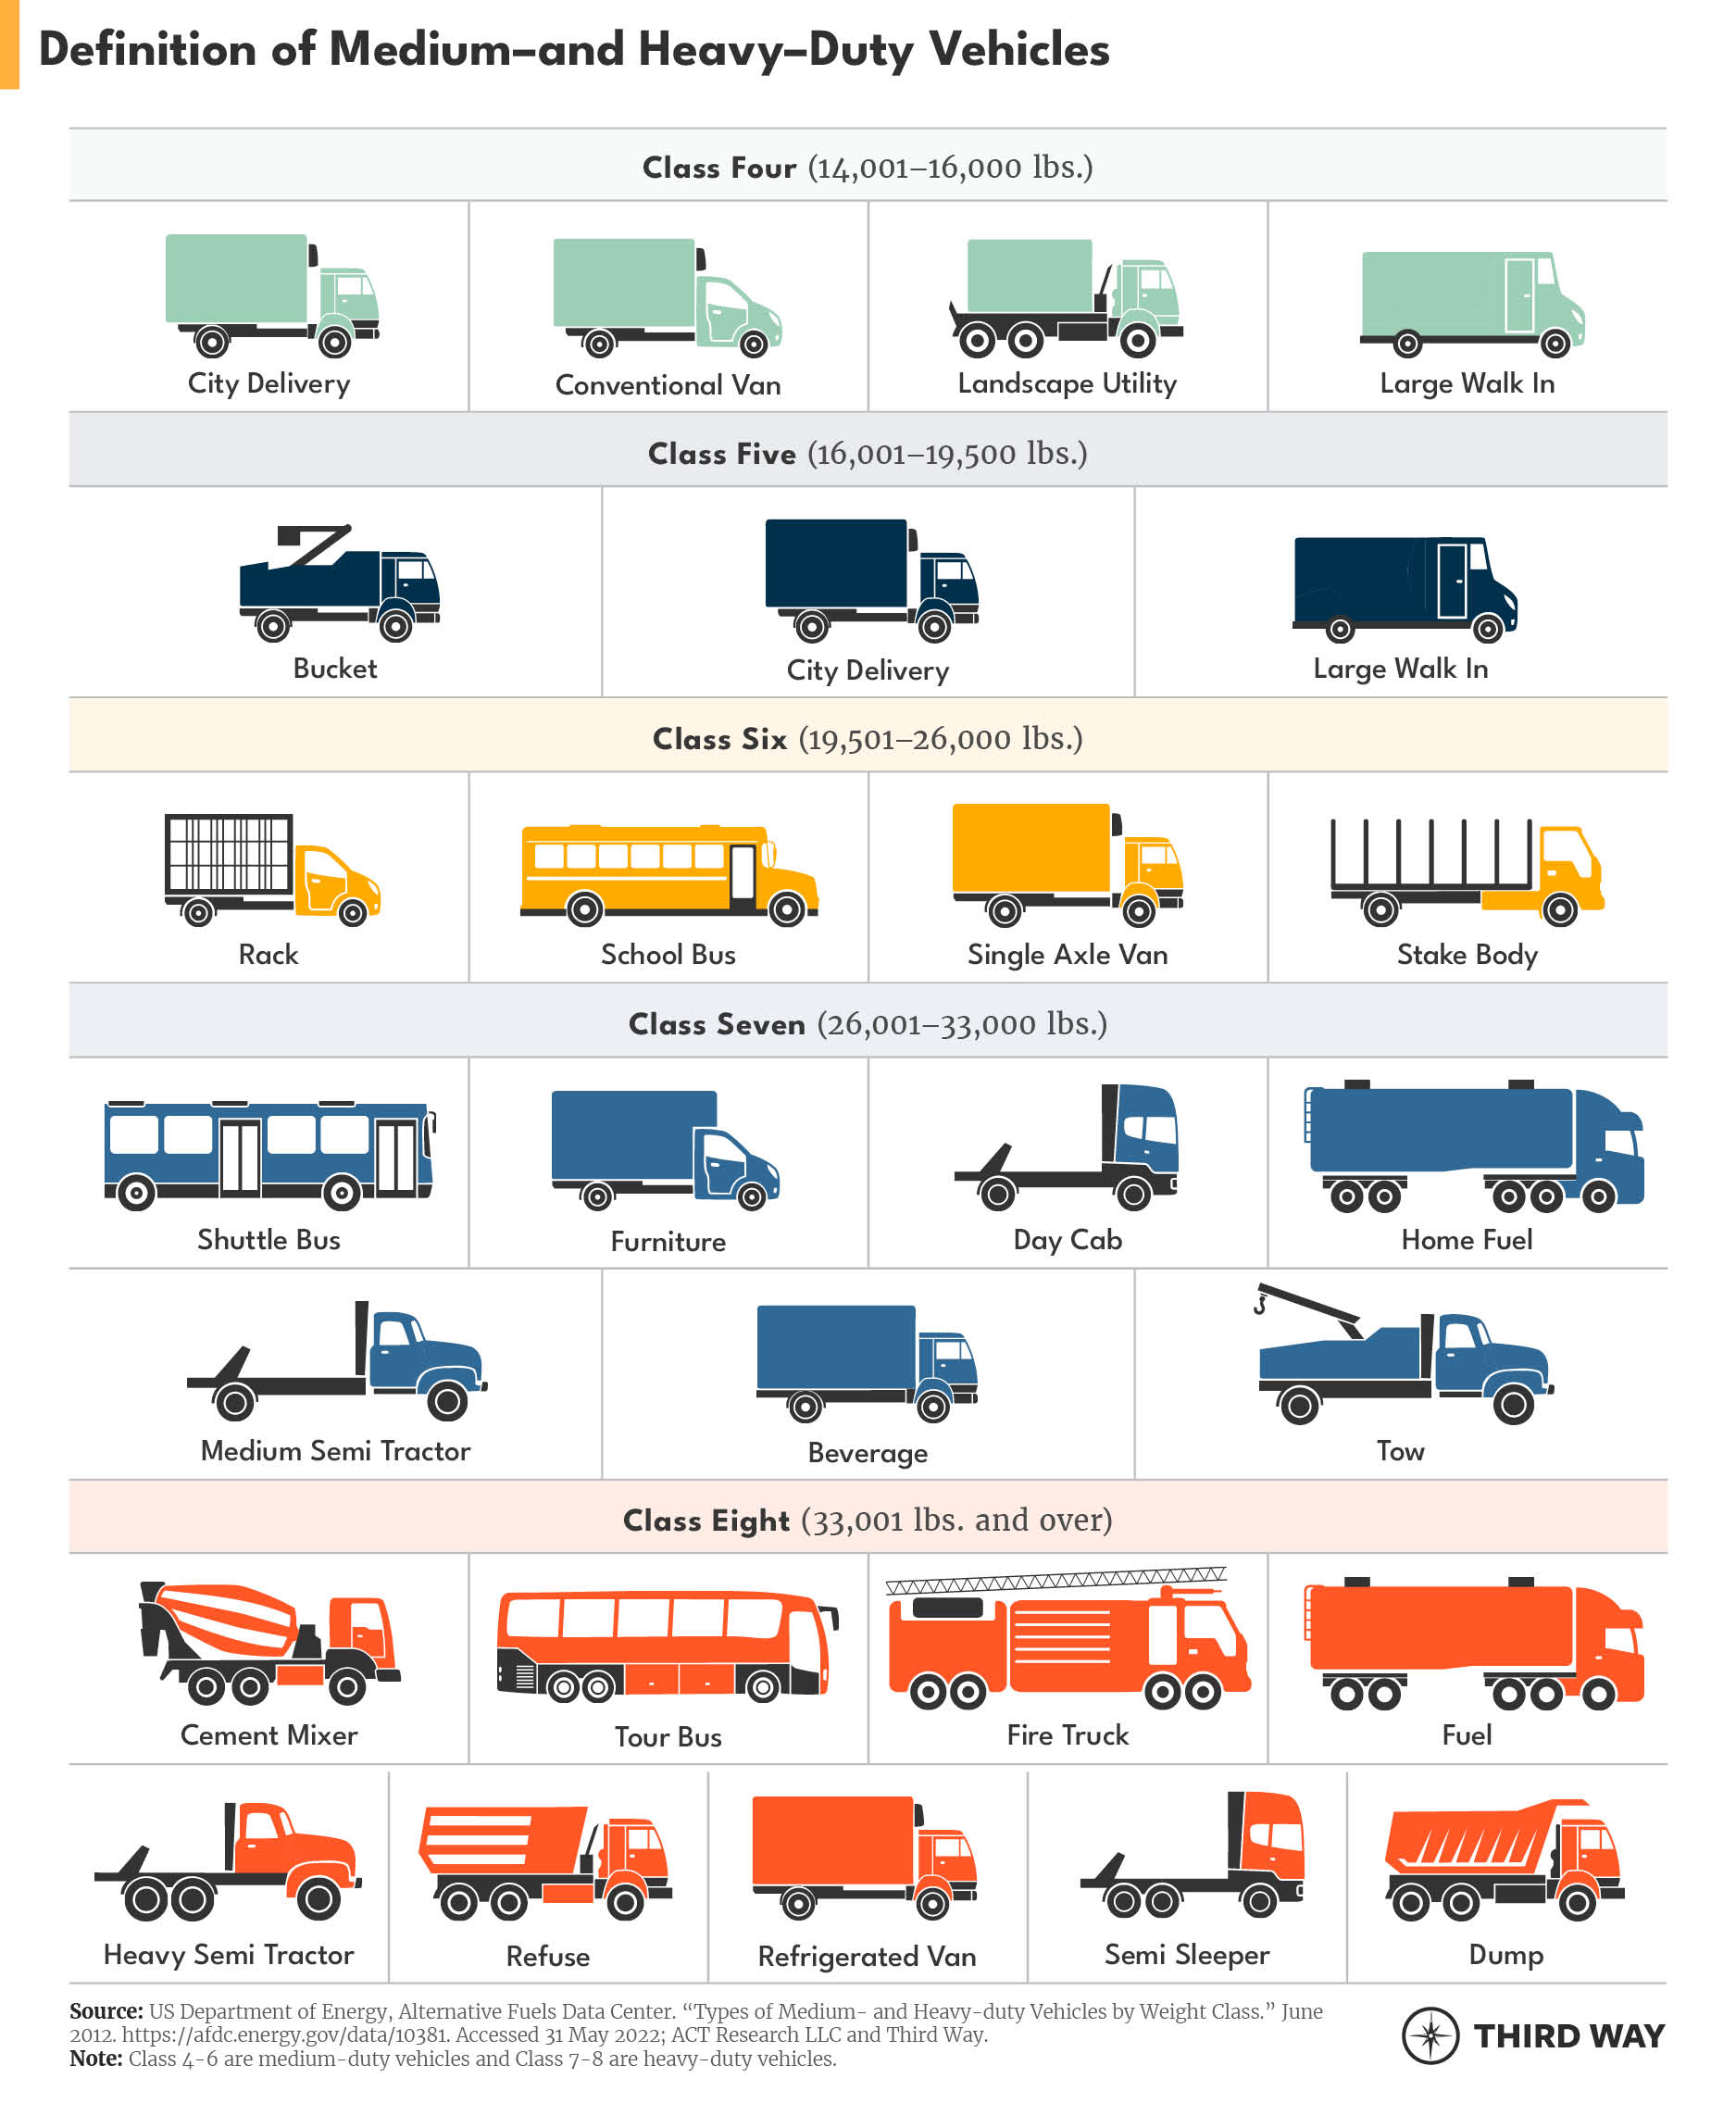 Definition of Medium–and Heavy–Duty Vehicles
Class Four (14,001–16,000 lbs.)
City Delivery
Conventional Van
Landscape Utility
Large Walk In
Class Five (16,001–19,500 lbs.)
Bucket
City Delivery
Large Walk In
Class Six (19,501–26,000 lbs.)
Rack
School Bus
Single Axle Van
Stake Body
Class Seven (26,001–33,000 lbs.)
Shuttle Bus
Furniture
Day Cab
Home Fuel
Medium Semi Tractor
Beverage
Tow
Class Eight (33,001 lbs. and over)
Cement Mixer
Tour Bus
Fire Truck
Fuel
Heavy Semi Tractor
Refuse
Refrigerated Van
Semi Sleeper
Dump
Source: US Department of Energy, Alternative Fuels Data Center. “Types of Medium- and Heavy-duty Vehicles by Weight Class.” June
2012. https://afdc.energy.gov/data/10381. Accessed 31 May 2022; ACT Research LLC and Third Way.
Note: Class 4-6 are medium-duty vehicles and Class 7-8 are heavy-duty vehicles.
THIRD WAY